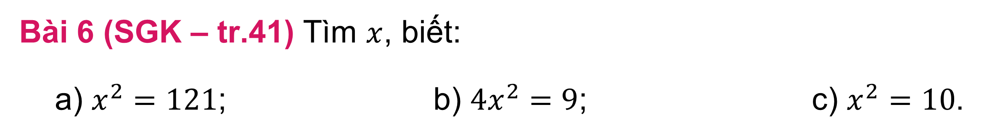 Bài 6 (SGK – tr.41) Tìm x, biết:
a) x² = 121; b) 4x² = 9; c) x² = 10.